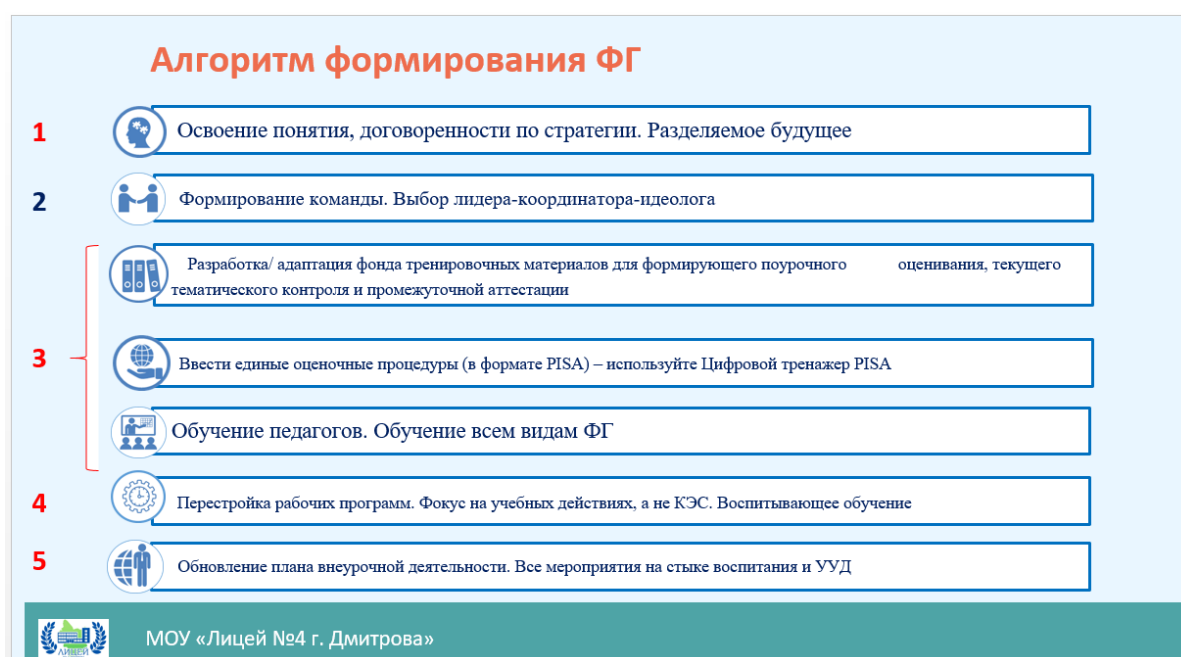 Алгоритм формирования ФГ
1
Освоение понятия, договоренности по стратегии. Разделяемое будущее
2
Формирование команды. Выбор лидера-координатора-идеолога
Разработка/ адаптация фонда тренировочных материалов для формирующего поурочного оценивания, текущего
тематического контроля и промежуточной аттестации
3
Ввести единые оценочные процедуры (в формате PISA) – используйте Цифровой тренажер PISA
Обучение педагогов. Обучение всем видам ФГ
4
Перестройка рабочих программ. Фокус на учебных действиях, а не КЭС. Воспитывающее обучение
5
Обновление плана внеурочной деятельности. Все мероприятия на стыке воспитания и УУД
ЛИЦЕЙ
МОУ «Лицей №4 г. Дмитрова»